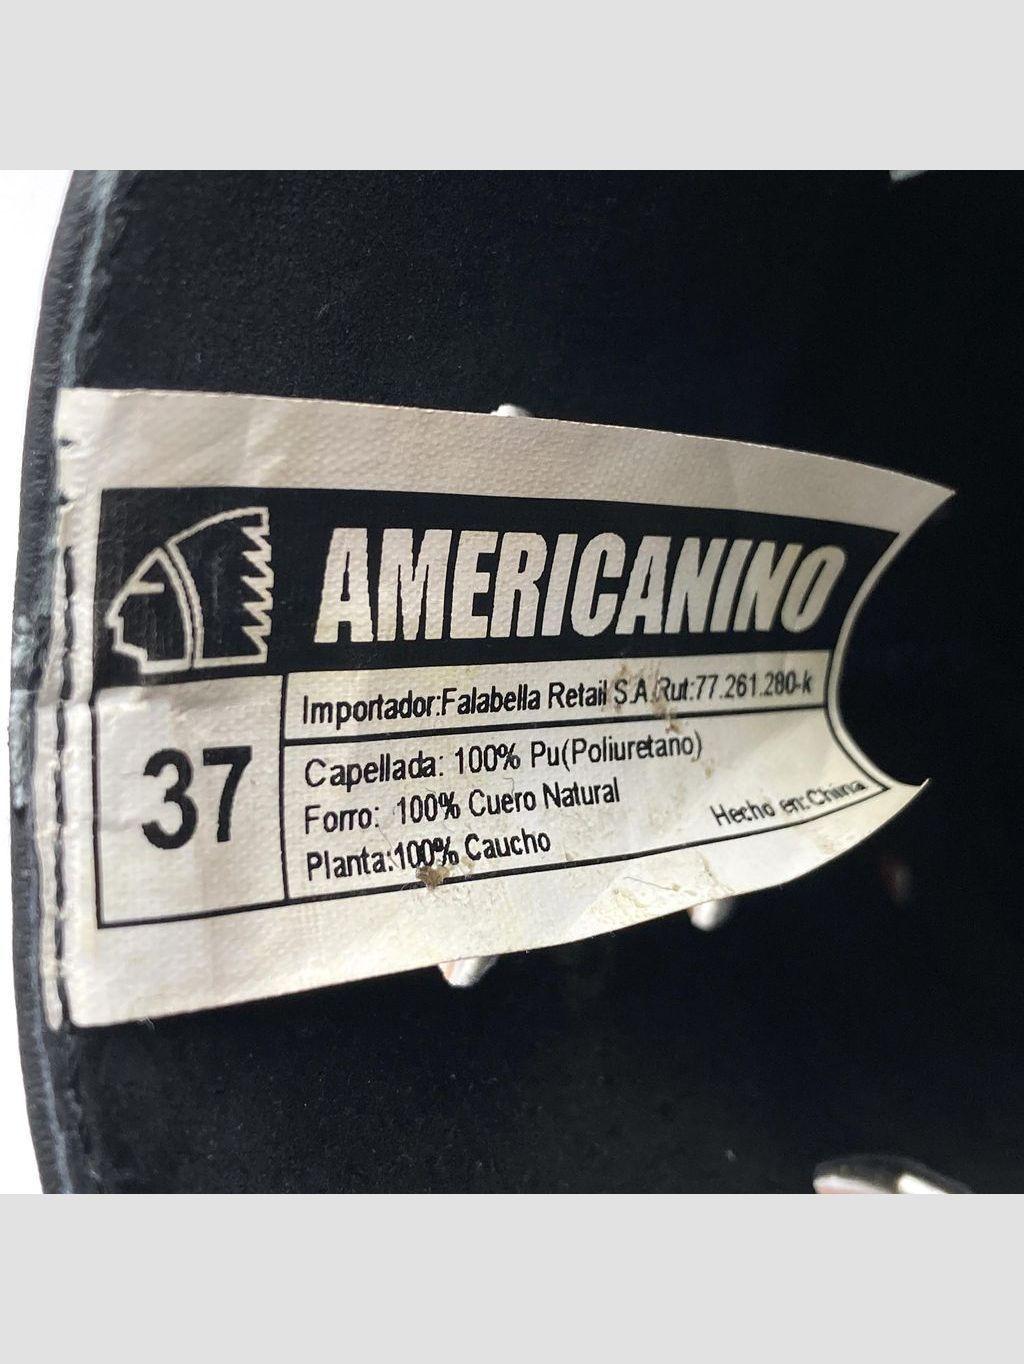 AMERICANINO
37
Importador:Falabella Retail S.A.Rut:77.261.280-k
Capellada: 100% Pu(Poliuretano)
Forro: 100% Cuero Natural
Planta:100% Caucho
Hecho en:China